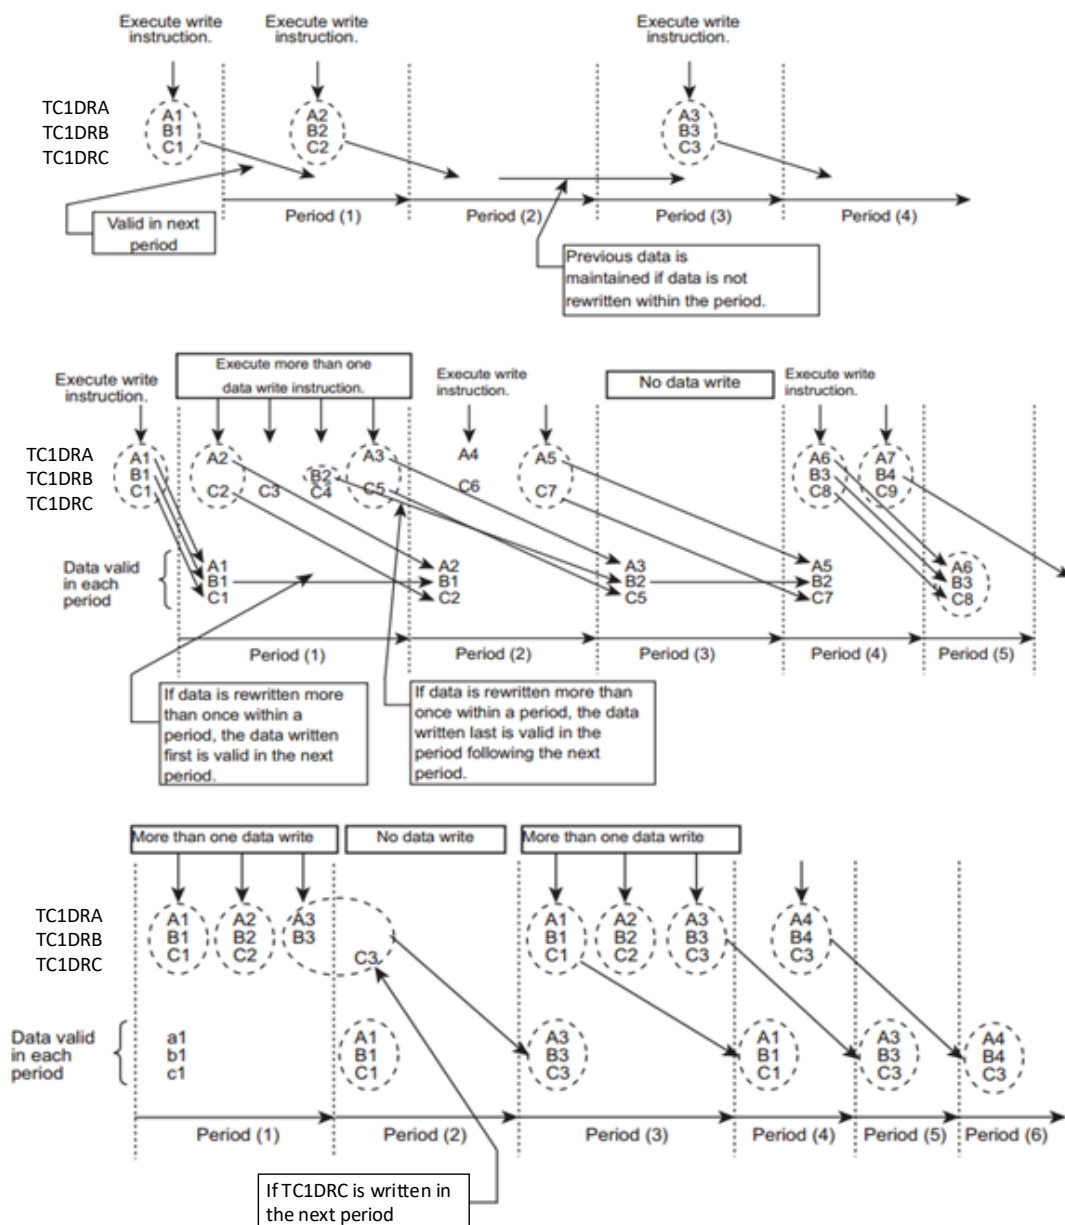 Execute write
instruction.
Execute write
instruction.
Execute write
instruction.
TC1DRA
TC1DRB
TC1DRC
A1
B1
C1
A2
B2
C2
A3
B3
C3
Period (1)
Period (2)
Period (3)
Period (4)
Valid in next
period
Previous data is
maintained if data is not
rewritten within the period.
Execute write
instruction.
Execute more than one
data write instruction.
Execute write
instruction.
No data write
Execute write
instruction.
TC1DRA
TC1DRB
TC1DRC
A1
B1
C1
A2
C2
C3
B2
C4
A3
C5
A4
C6
A5
C7
A6
B3
C8
A7
B4
C9
Data valid
in each
period
A1
B1
C1
A2
B1
C2
A3
B2
C5
A5
B2
C7
A6
B3
C8
Period (1)
Period (2)
Period (3)
Period (4)
Period (5)
If data is rewritten more
than once within a
period, the data written
first is valid in the next
period.
If data is rewritten more than
once within a period, the data
written last is valid in the
period following the next
period.
More than one data write
No data write
More than one data write
TC1DRA
TC1DRB
TC1DRC
A1
B1
C1
A2
B2
C2
A3
B3
C3
A1
B1
C1
A2
B2
C2
A3
B3
C3
A4
B4
C3
Data valid
in each
period
a1
b1
c1
A1
B1
C1
A3
B3
C3
A1
B1
C1
A3
B3
C3
A4
B4
C3
Period (1)
Period (2)
Period (3)
Period (4)
Period (5)
Period (6)
If TC1DRC is written in
the next period